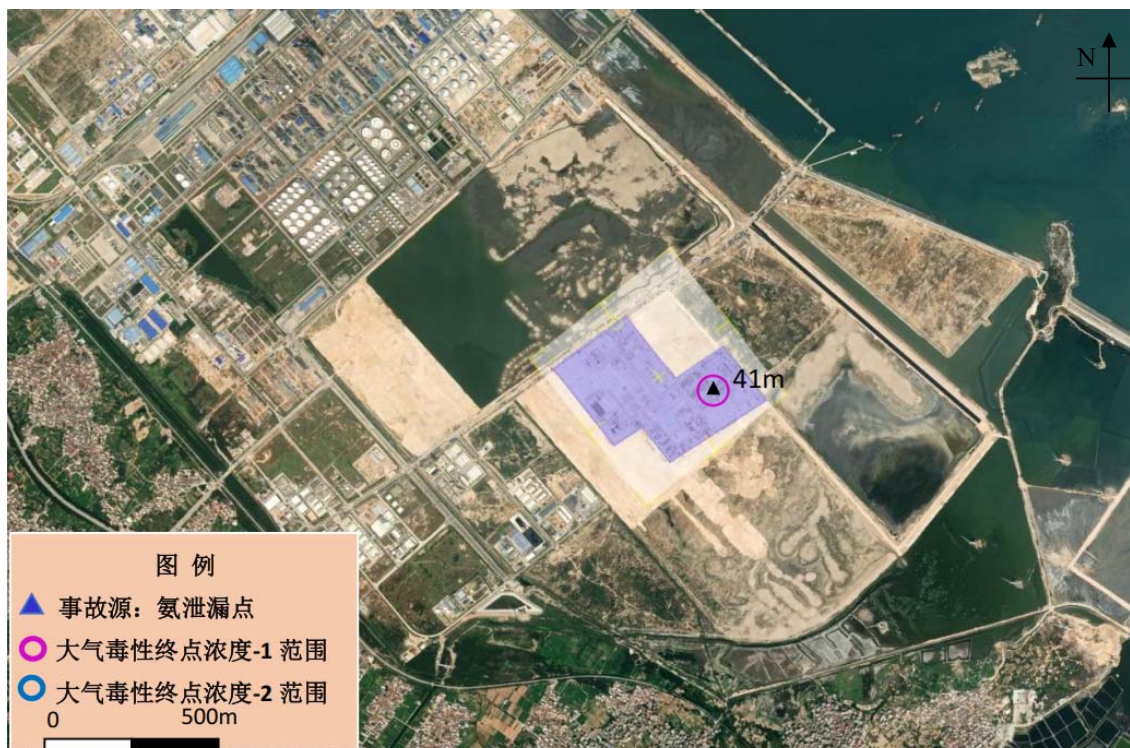 N
41m
图 例
事故源：氨泄漏点
大气毒性终点浓度-1 范围
大气毒性终点浓度-2 范围
0 500m